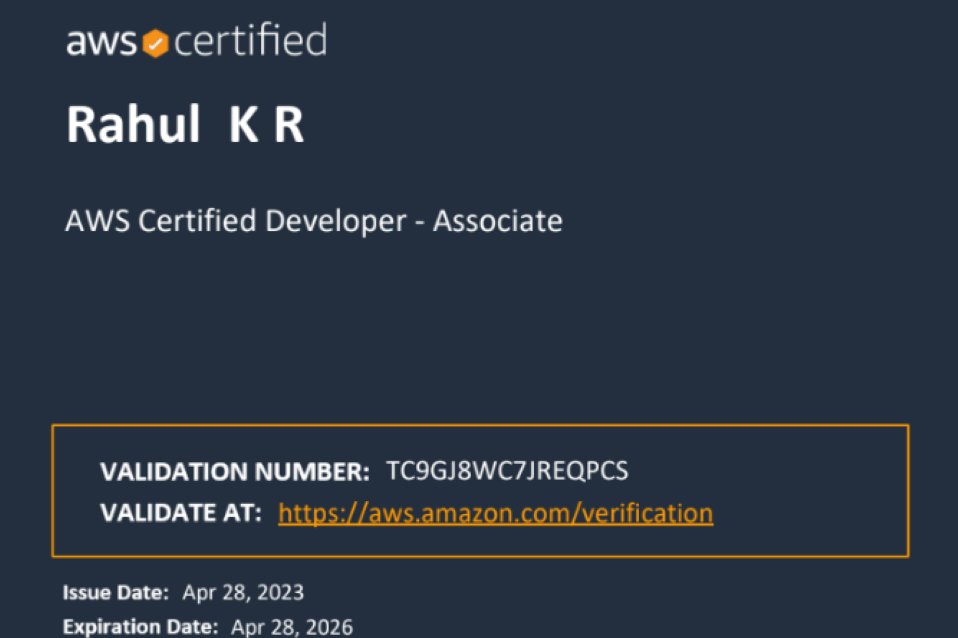 aws certified
Rahul K R
AWS Certified Developer - Associate
VALIDATION NUMBER: TC9GJ8WC7JREQPCS
VALIDATE AT: https://aws.amazon.com/verification
Issue Date: Apr 28, 2023
Expiration Date: Apr 28, 2026